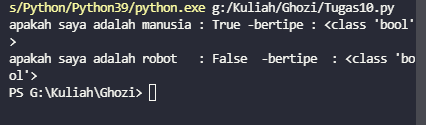 s/Python/Python39/python.exe g:/Kuliah/Ghozi/Tugas10.py
apakah saya adalah manusia : True -bertipe : <class 'bool'
>
apakah saya adalah robot   : False  -bertipe  : <class 'bo
ol'>
PS G:\Kuliah\Ghozi>